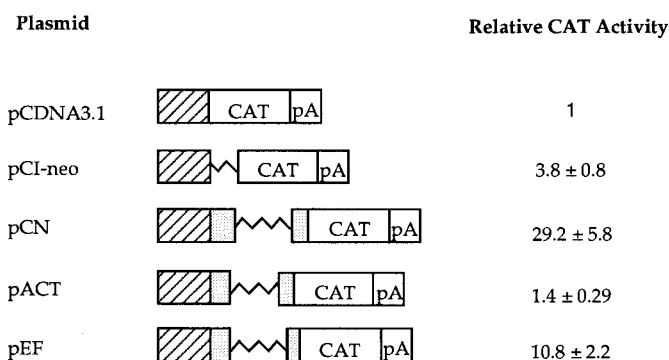 Plasmid Relative CAT Activity
pCDNA3.1 CAT pA 1
pCI-neo CAT pA 3.8 ± 0.8
pCN CAT pA 29.2 ± 5.8
pACT CAT pA 1.4 ± 0.29
pEF CAT pA 10.8 ± 2.2